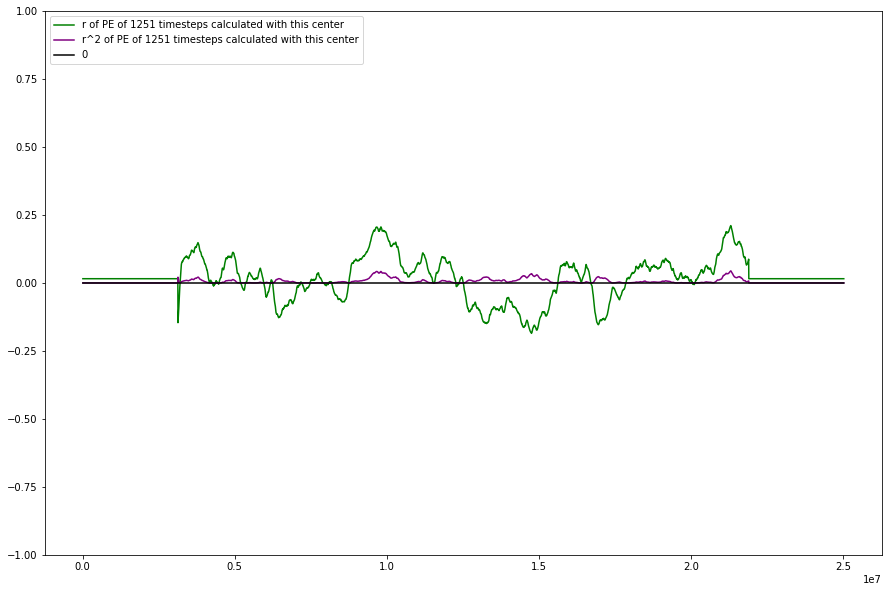 r of PE of 1251 timesteps calculated with this center
r^2 of PE of 1251 timesteps calculated with this center
0
1.00
0.75
0.50
0.25
0.00
−0.25
−0.50
−0.75
−1.00
0.0 0.5 1.0 1.5 2.0 2.5
1e7